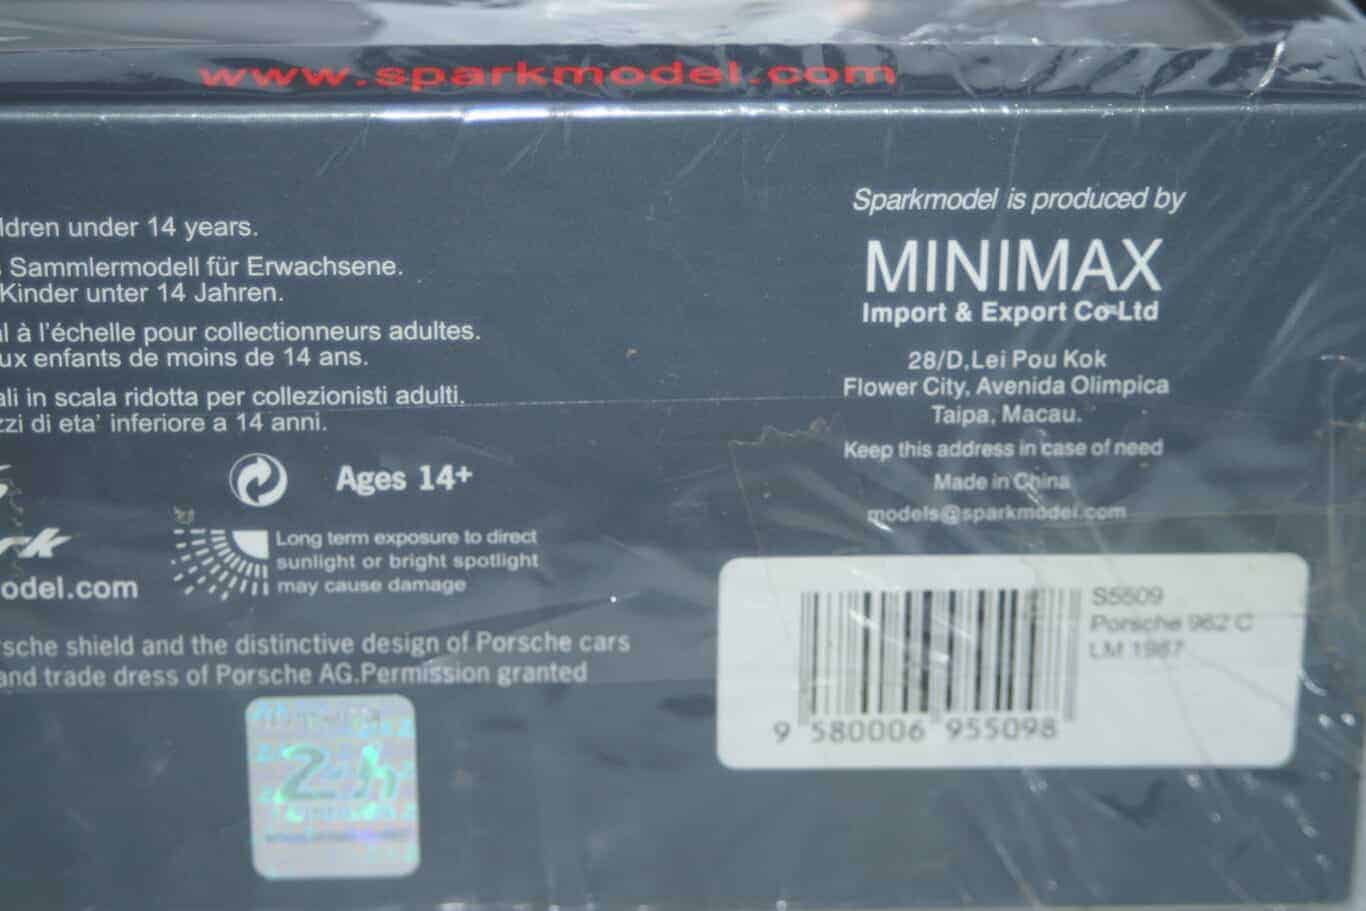 www.sparkmodel.com
ldren under 14 years.
s Sammlermodell für Erwachsene.
Kinder unter 14 Jahren.
l à l'échelle pour collectionneurs adultes.
ux enfants de moins de 14 ans.
ali in scala ridotta per collezionisti adulti.
zzi di eta' inferiore a 14 anni.
Ages 14+
rk
odel.com
Long term exposure to direct
sunlight or bright spotlight
may cause damage
rsche shield and the distinctive design of Porsche cars
and trade dress of Porsche AG.Permission granted
24
Sparkmodel is produced by
MINIMAX
Import & Export Co Ltd
28/D,Lei Pou Kok
Flower City, Avenida Olimpica
Taipa, Macau.
Keep this address in case of need
Made in China
models@sparkmodel.com
S5509
Porsche 962 C
LM 1987
9 580006 955098